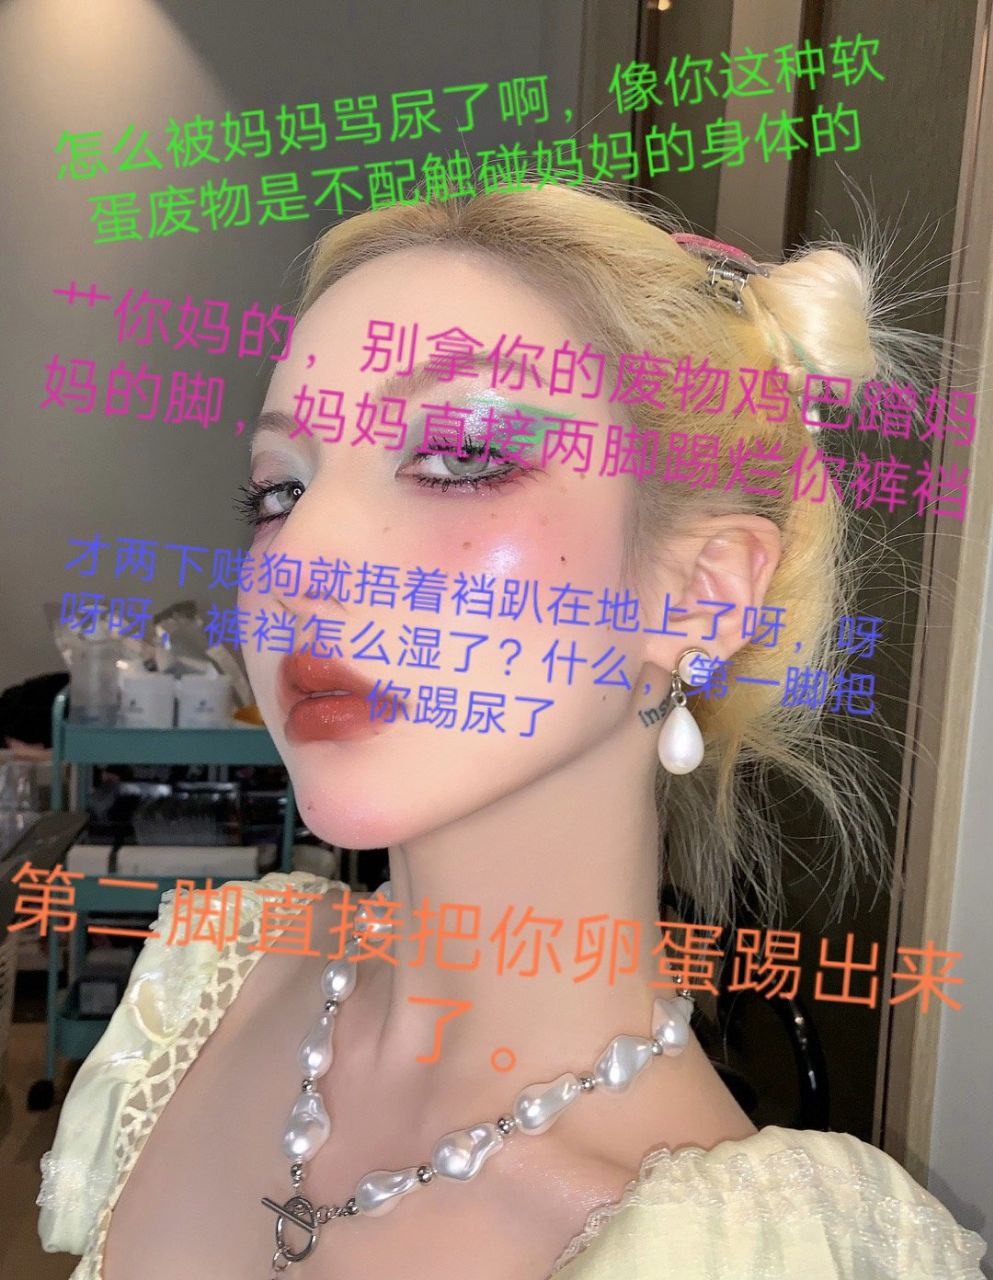 怎么被妈妈骂尿了啊，像你这种软
蛋废物是不配触碰妈妈的身体的
艹你妈的，别拿你的废物鸡巴蹭妈
妈的脚，妈妈直接两脚踢烂你裤裆
才两下贱狗就捂着裆趴在地上了呀，呀
呀呀，裤裆怎么湿了？什么，第一脚把
你踢尿了
第二脚直接把你卵蛋踢出来
了。